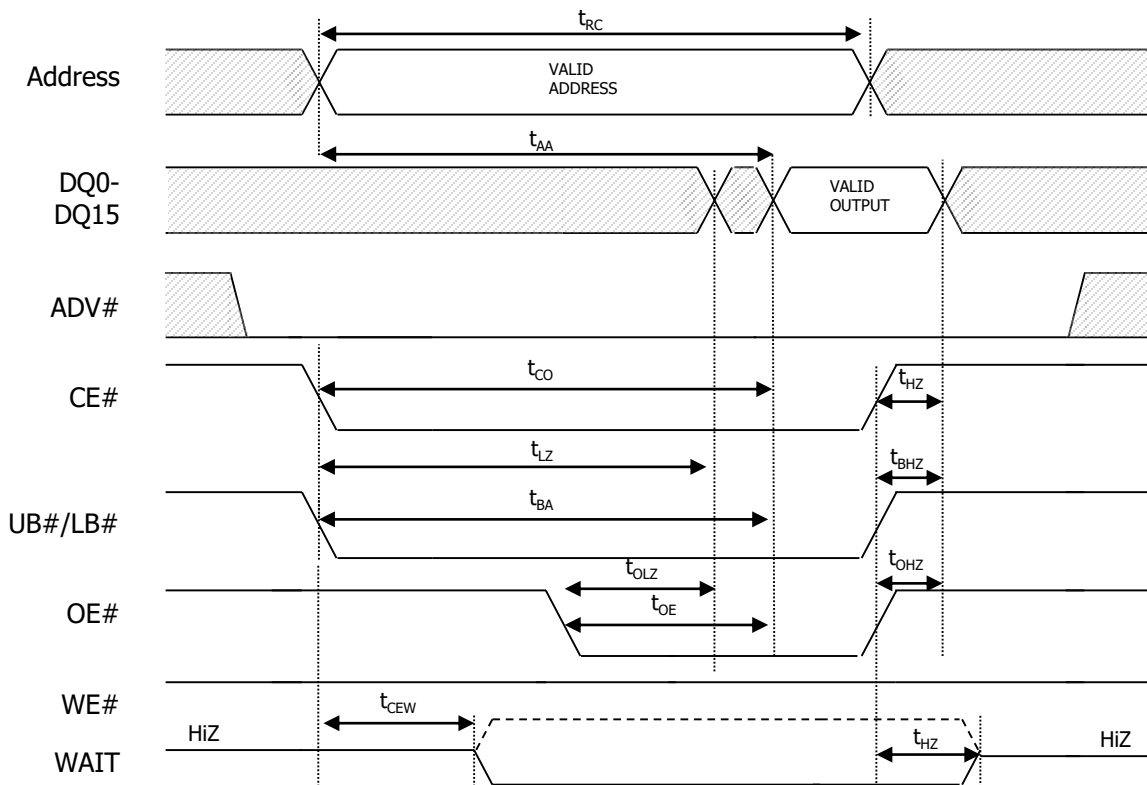 tRC
Address
VALID
ADDRESS
tAA
DQ0-
DQ15
VALID
OUTPUT
ADV#
tCO
CE#
tHZ
tLZ
tBHZ
tBA
UB#/LB#
tOLZ
tOHZ
OE#
tOE
WE#
tCEW
HiZ
tHZ
HiZ
WAIT